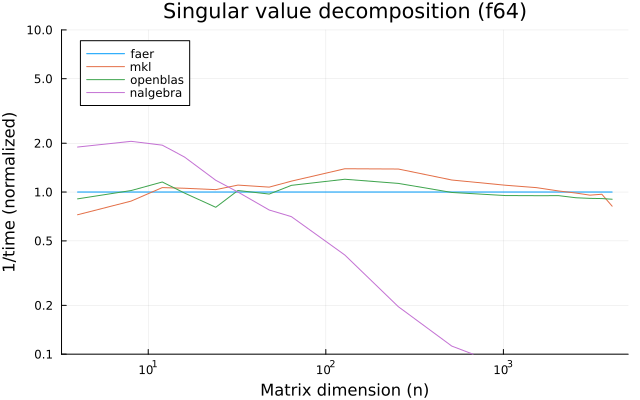 Singular value decomposition (f64)
10.0
5.0
2.0
1.0
0.5
0.2
0.1
1/time (normalized)
faer
mkl
openblas
nalgebra
10¹
10²
10³
Matrix dimension (n)